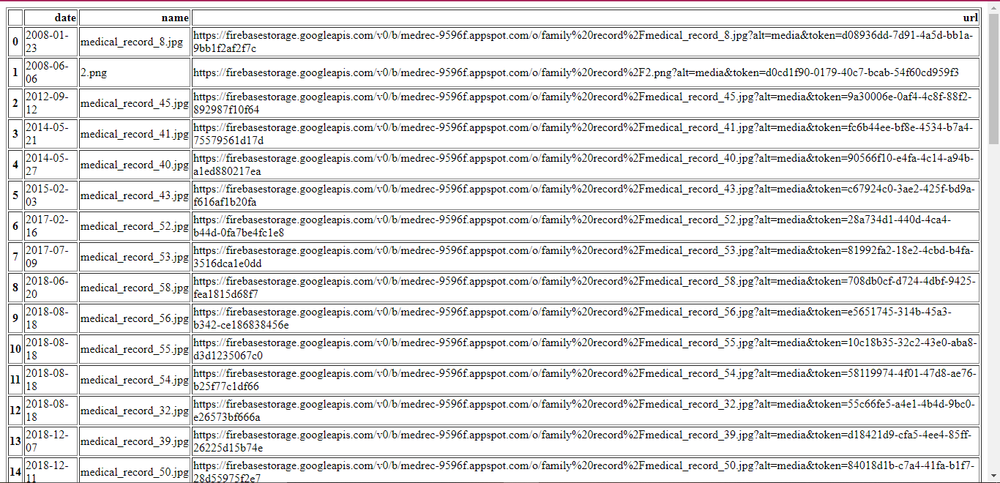 date name url
0 2008-01-23 medical_record_8.jpg https://firebasestorage.googleapis.com/v0/b/medrec-9596f.appspot.com/o/family%20record%2Fmedical_record_8.jpg?alt=media&token=d08936dd-7d91-4a5d-bb1a-9bb1f2af2f7c
1 2008-06-06 2.png https://firebasestorage.googleapis.com/v0/b/medrec-9596f.appspot.com/o/family%20record%2F2.png?alt=media&token=d0cd1f90-0179-40c7-bcab-54f60cd959f3
2 2012-09-12 medical_record_45.jpg https://firebasestorage.googleapis.com/v0/b/medrec-9596f.appspot.com/o/family%20record%2Fmedical_record_45.jpg?alt=media&token=9a30006e-0af4-4c8f-88f2-892987f10f64
3 2014-05-21 medical_record_41.jpg https://firebasestorage.googleapis.com/v0/b/medrec-9596f.appspot.com/o/family%20record%2Fmedical_record_41.jpg?alt=media&token=fc6b44ee-bf8e-4534-b7a4-75579561d17d
4 2014-05-27 medical_record_40.jpg https://firebasestorage.googleapis.com/v0/b/medrec-9596f.appspot.com/o/family%20record%2Fmedical_record_40.jpg?alt=media&token=90566f10-e4fa-4c14-a94b-a1ed880217ea
5 2015-02-03 medical_record_43.jpg https://firebasestorage.googleapis.com/v0/b/medrec-9596f.appspot.com/o/family%20record%2Fmedical_record_43.jpg?alt=media&token=c67924c0-3ae2-425f-bd9a-f616af1b20fa
6 2017-02-16 medical_record_52.jpg https://firebasestorage.googleapis.com/v0/b/medrec-9596f.appspot.com/o/family%20record%2Fmedical_record_52.jpg?alt=media&token=28a734d1-440d-4ca4-b44d-0fa7be4fc1e8
7 2017-07-09 medical_record_53.jpg https://firebasestorage.googleapis.com/v0/b/medrec-9596f.appspot.com/o/family%20record%2Fmedical_record_53.jpg?alt=media&token=81992fa2-18e2-4cbd-b4fa-3516dca1e0dd
8 2018-06-20 medical_record_58.jpg https://firebasestorage.googleapis.com/v0/b/medrec-9596f.appspot.com/o/family%20record%2Fmedical_record_58.jpg?alt=media&token=708db0cf-d724-4dbf-9425-fea1815d68f7
9 2018-08-18 medical_record_56.jpg https://firebasestorage.googleapis.com/v0/b/medrec-9596f.appspot.com/o/family%20record%2Fmedical_record_56.jpg?alt=media&token=e5651745-314b-45a3-b342-ce186838456e
10 2018-08-18 medical_record_55.jpg https://firebasestorage.googleapis.com/v0/b/medrec-9596f.appspot.com/o/family%20record%2Fmedical_record_55.jpg?alt=media&token=10c18b35-32c2-43e0-aba8-d3d1235067c0
11 2018-08-18 medical_record_54.jpg https://firebasestorage.googleapis.com/v0/b/medrec-9596f.appspot.com/o/family%20record%2Fmedical_record_54.jpg?alt=media&token=58119974-4f01-47d8-ae76-b25f77c1df66
12 2018-08-18 medical_record_32.jpg https://firebasestorage.googleapis.com/v0/b/medrec-9596f.appspot.com/o/family%20record%2Fmedical_record_32.jpg?alt=media&token=55c66fe5-a4e1-4b4d-9bc0-e26573bf666a
13 2018-12-07 medical_record_39.jpg https://firebasestorage.googleapis.com/v0/b/medrec-9596f.appspot.com/o/family%20record%2Fmedical_record_39.jpg?alt=media&token=d18421d9-cfa5-4ee4-85ff-26225d15b74e
14 2018-12-11 medical_record_50.jpg https://firebasestorage.googleapis.com/v0/b/medrec-9596f.appspot.com/o/family%20record%2Fmedical_record_50.jpg?alt=media&token=84018d1b-c7a4-41fa-b1f7-28d55975f2e7